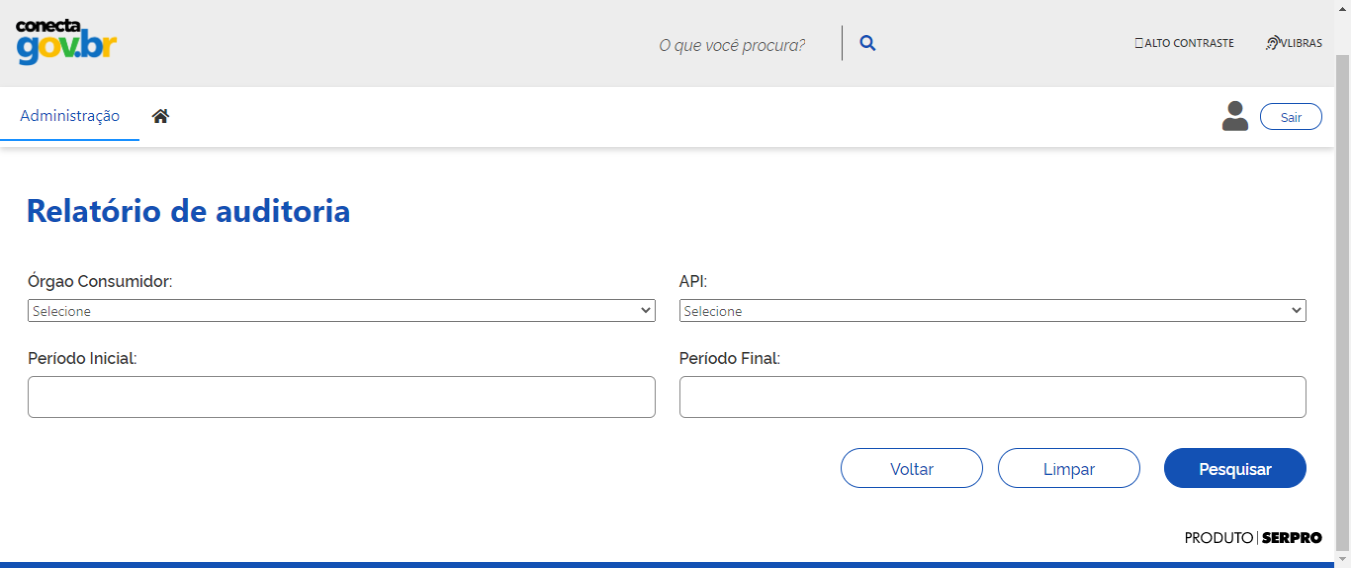 conecta
gov.br
O que você procura?
ALTO CONTRASTE
VLIBRAS
Administração
Sair
Relatório de auditoria
Órgao Consumidor:
API:
Selecione
Selecione
Período Inicial:
Período Final:
Voltar
Limpar
Pesquisar
PRODUTO | SERPRO